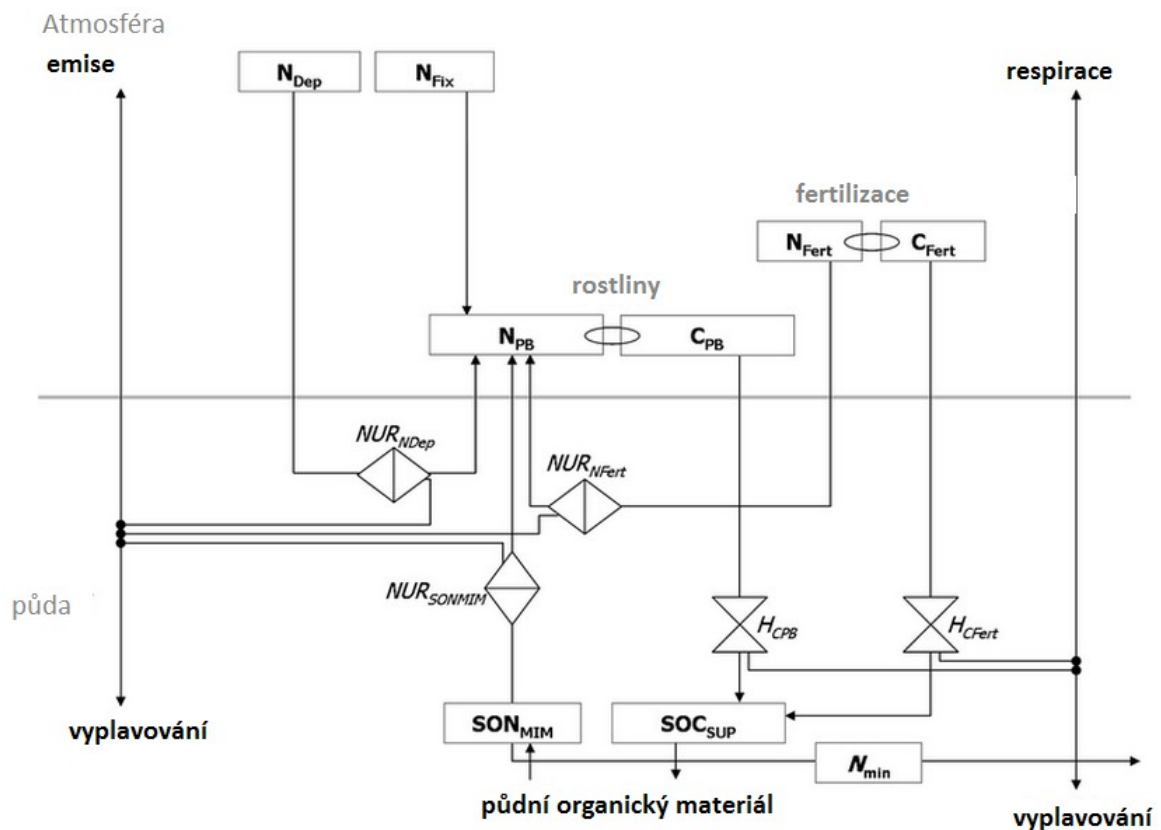 Atmosféra
emise
N_Dep
N_Fix
respirace
fertilizace
N_Fert
C_Fert
rostliny
N_PB
C_PB
NUR_NDep
NUR_NFert
NUR_SONMIM
půda
H_CPB
H_CFert
vyplavování
SON_MIM
SOC_SUP
N_min
půdní organický materiál
vyplavování